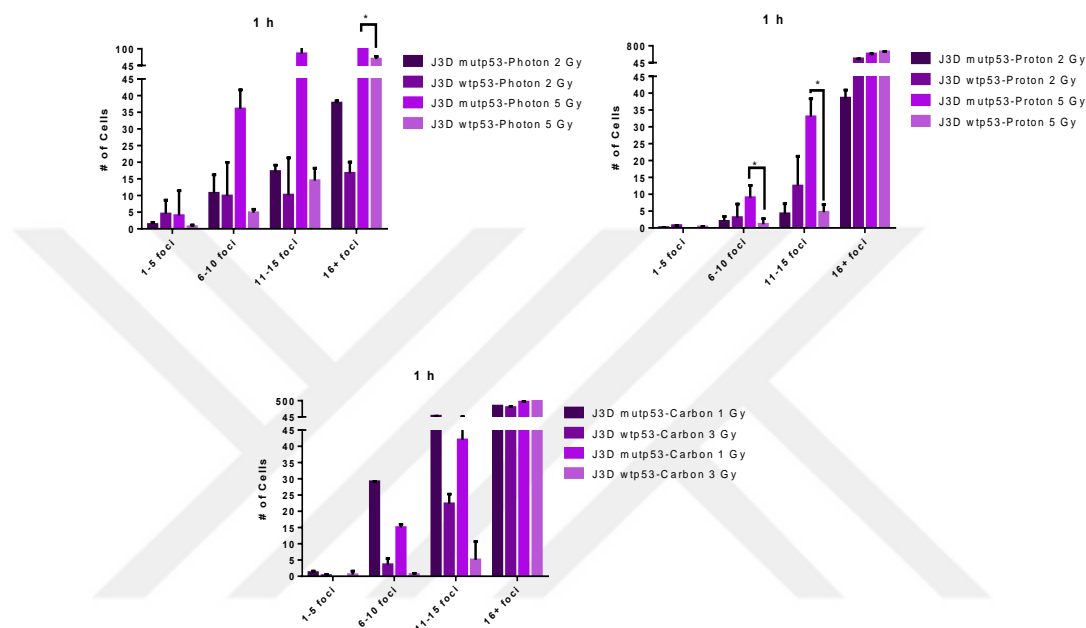 1 h
100
45
45
40
35
30
25
20
15
10
5
0
# of Cells
1-5 foci
6-10 foci
11-15 foci
16+ foci
*
J3D mutp53-Photon 2 Gy
J3D wtp53-Photon 2 Gy
J3D mutp53-Photon 5 Gy
J3D wtp53-Photon 5 Gy
1 h
800
45
45
40
35
30
25
20
15
10
5
0
# of Cells
1-5 foci
6-10 foci
11-15 foci
16+ foci
*
*
J3D mutp53-Proton 2 Gy
J3D wtp53-Proton 2 Gy
J3D mutp53-Proton 5 Gy
J3D wtp53-Proton 5 Gy
1 h
500
45
45
40
35
30
25
20
15
10
5
0
# of Cells
1-5 foci
6-10 foci
11-15 foci
16+ foci
J3D mutp53-Carbon 1 Gy
J3D wtp53-Carbon 3 Gy
J3D mutp53-Carbon 1 Gy
J3D wtp53-Carbon 3 Gy